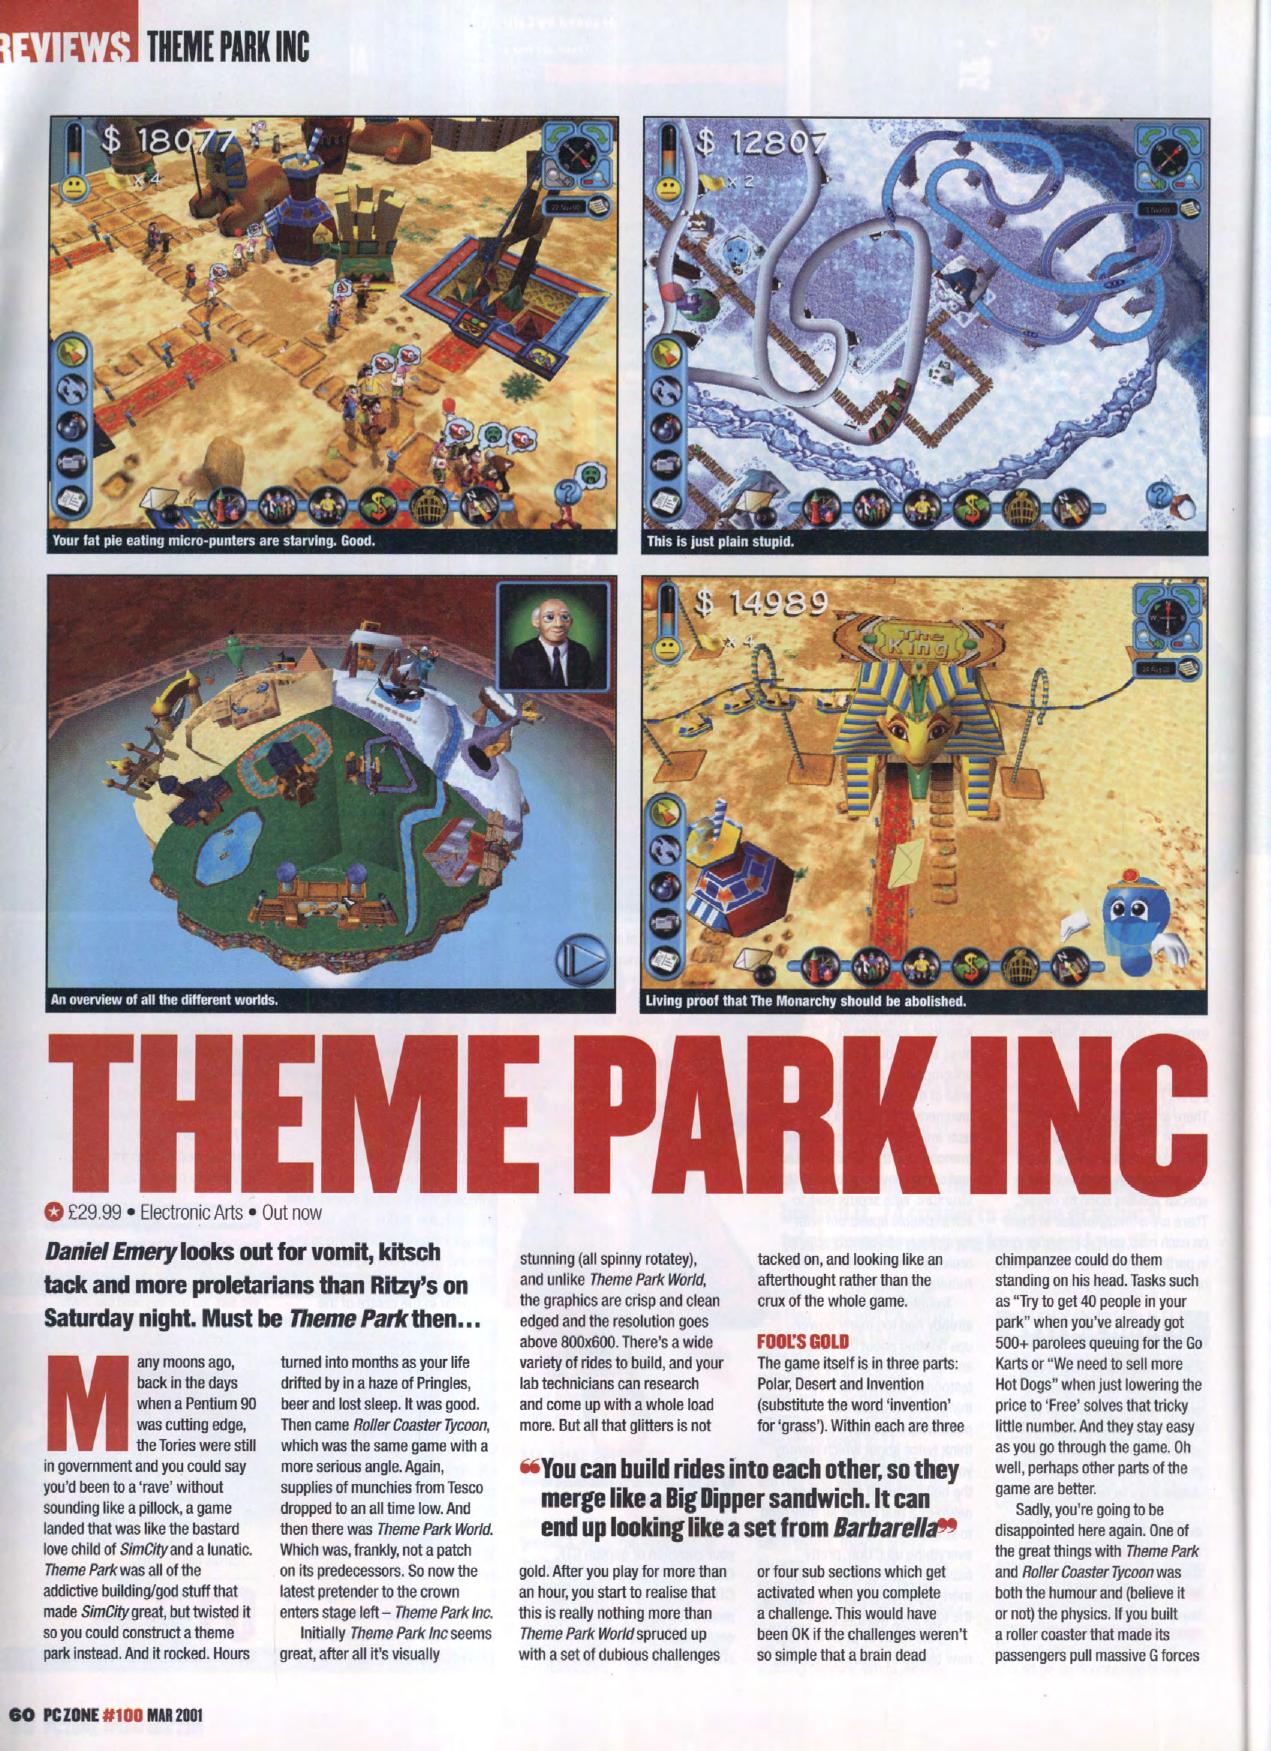 REVIEWS THEME PARK INC
$ 18077
x 4
Your fat pie eating micro-punters are starving. Good.
$ 12807
x 2
This is just plain stupid.
An overview of all the different worlds.
$ 14989
x 4
The
King
Living proof that The Monarchy should be abolished.
THEME PARK INC
£29.99 • Electronic Arts • Out now
Daniel Emery looks out for vomit, kitsch
tack and more proletarians than Ritzy's on
Saturday night. Must be Theme Park then...
Many moons ago,
back in the days
when a Pentium 90
was cutting edge,
the Tories were still
in government and you could say
you'd been to a 'rave' without
sounding like a pillock, a game
landed that was like the bastard
love child of SimCity and a lunatic.
Theme Park was all of the
addictive building/god stuff that
made SimCity great, but twisted it
so you could construct a theme
park instead. And it rocked. Hours
turned into months as your life
drifted by in a haze of Pringles,
beer and lost sleep. It was good.
Then came Roller Coaster Tycoon,
which was the same game with a
more serious angle. Again,
supplies of munchies from Tesco
dropped to an all time low. And
then there was Theme Park World.
Which was, frankly, not a patch
on its predecessors. So now the
latest pretender to the crown
enters stage left – Theme Park Inc.
Initially Theme Park Inc seems
great, after all it's visually
stunning (all spinny rotatey),
and unlike Theme Park World,
the graphics are crisp and clean
edged and the resolution goes
above 800x600. There's a wide
variety of rides to build, and your
lab technicians can research
and come up with a whole load
more. But all that glitters is not
gold. After you play for more than
an hour, you start to realise that
this is really nothing more than
Theme Park World spruced up
with a set of dubious challenges
tacked on, and looking like an
afterthought rather than the
crux of the whole game.
FOOL'S GOLD
The game itself is in three parts:
Polar, Desert and Invention
(substitute the word 'invention'
for 'grass'). Within each are three
“You can build rides into each other, so they
merge like a Big Dipper sandwich. It can
end up looking like a set from Barbarella”
or four sub sections which get
activated when you complete
a challenge. This would have
been OK if the challenges weren't
so simple that a brain dead
chimpanzee could do them
standing on his head. Tasks such
as “Try to get 40 people in your
park” when you've already got
500+ parolees queuing for the Go
Karts or “We need to sell more
Hot Dogs” when just lowering the
price to ‘Free’ solves that tricky
little number. And they stay easy
as you go through the game. Oh
well, perhaps other parts of the
game are better.
Sadly, you're going to be
disappointed here again. One of
the great things with Theme Park
and Roller Coaster Tycoon was
both the humour and (believe it
or not) the physics. If you built
a roller coaster that made its
passengers pull massive G forces
60 PC ZONE #100 MAR 2001